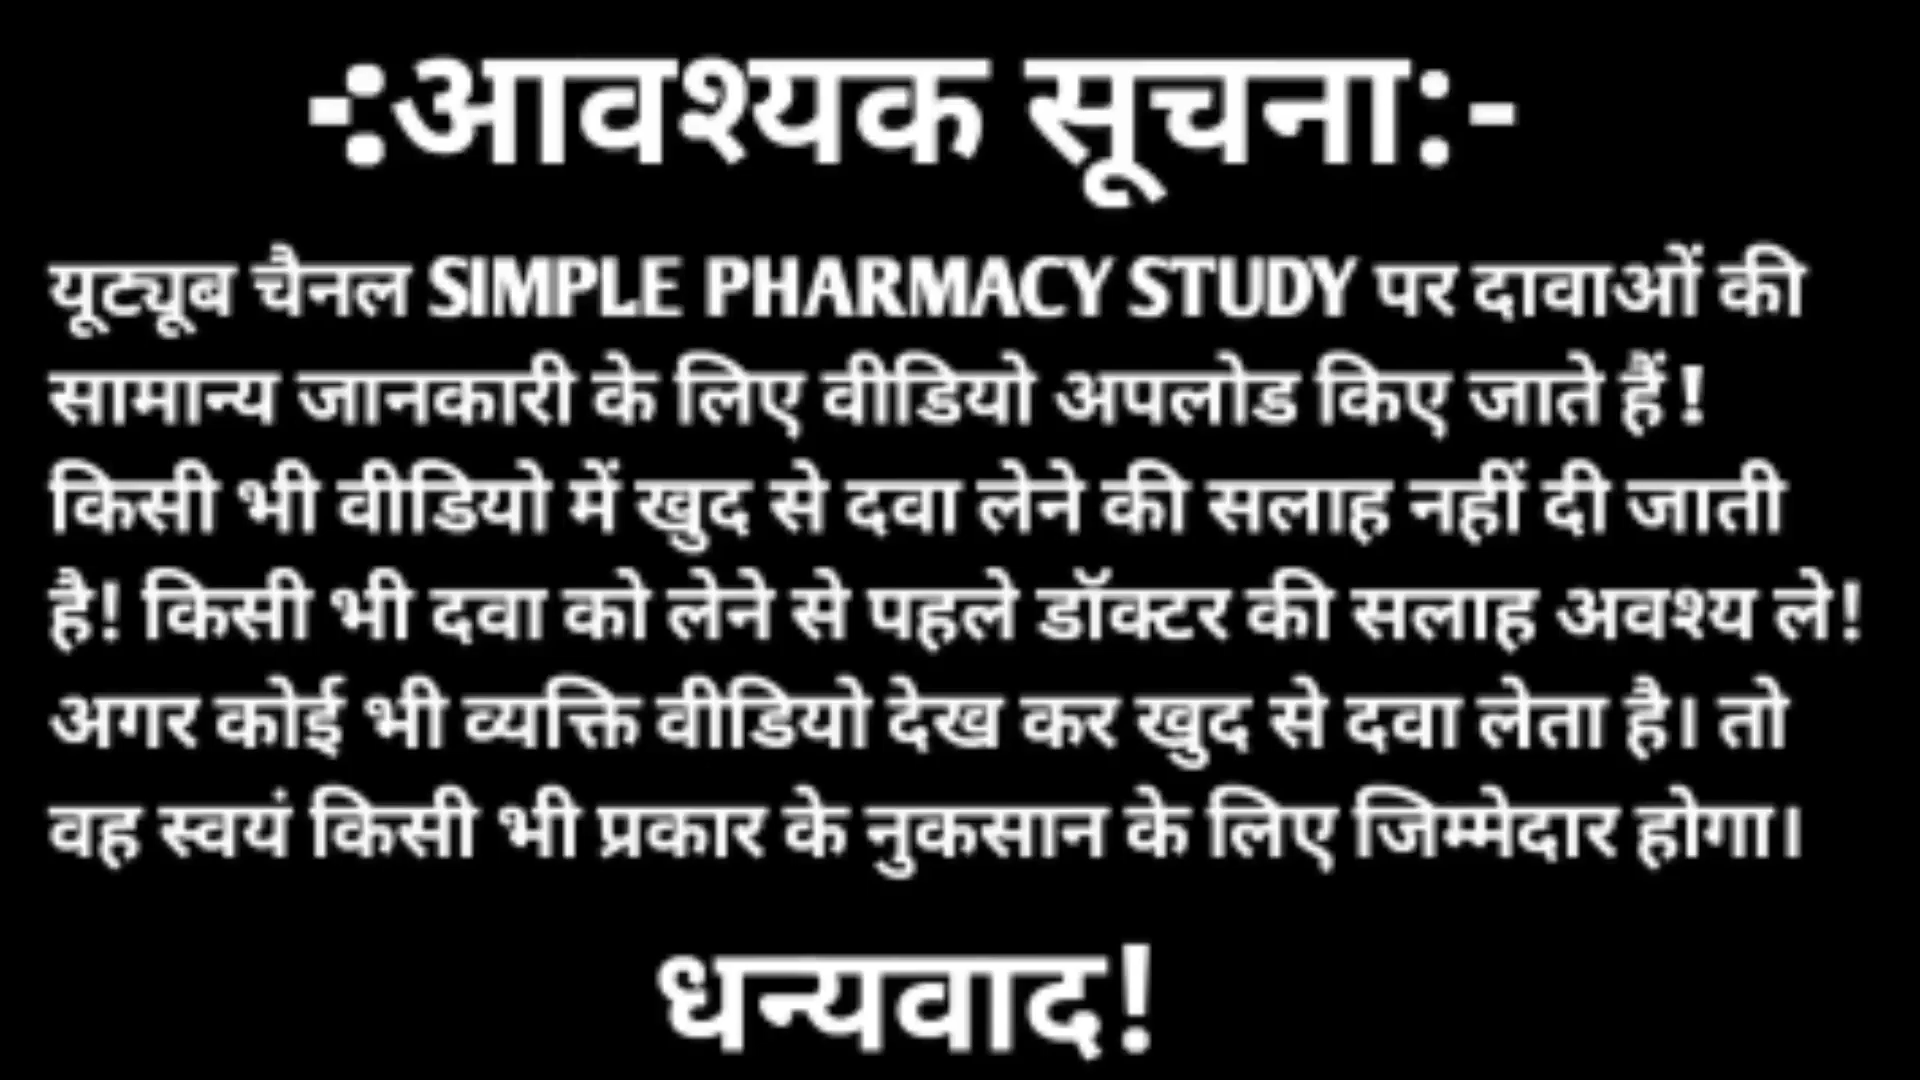 -:आवश्यक सूचना:-
यूट्यूब चैनल SIMPLE PHARMACY STUDY पर दावाओं की
सामान्य जानकारी के लिए वीडियो अपलोड किए जाते हैं !
किसी भी वीडियो में खुद से दवा लेने की सलाह नहीं दी जाती
है! किसी भी दवा को लेने से पहले डॉक्टर की सलाह अवश्य ले!
अगर कोई भी व्यक्ति वीडियो देख कर खुद से दवा लेता है। तो
वह स्वयं किसी भी प्रकार के नुकसान के लिए जिम्मेदार होगा।
धन्यवाद!